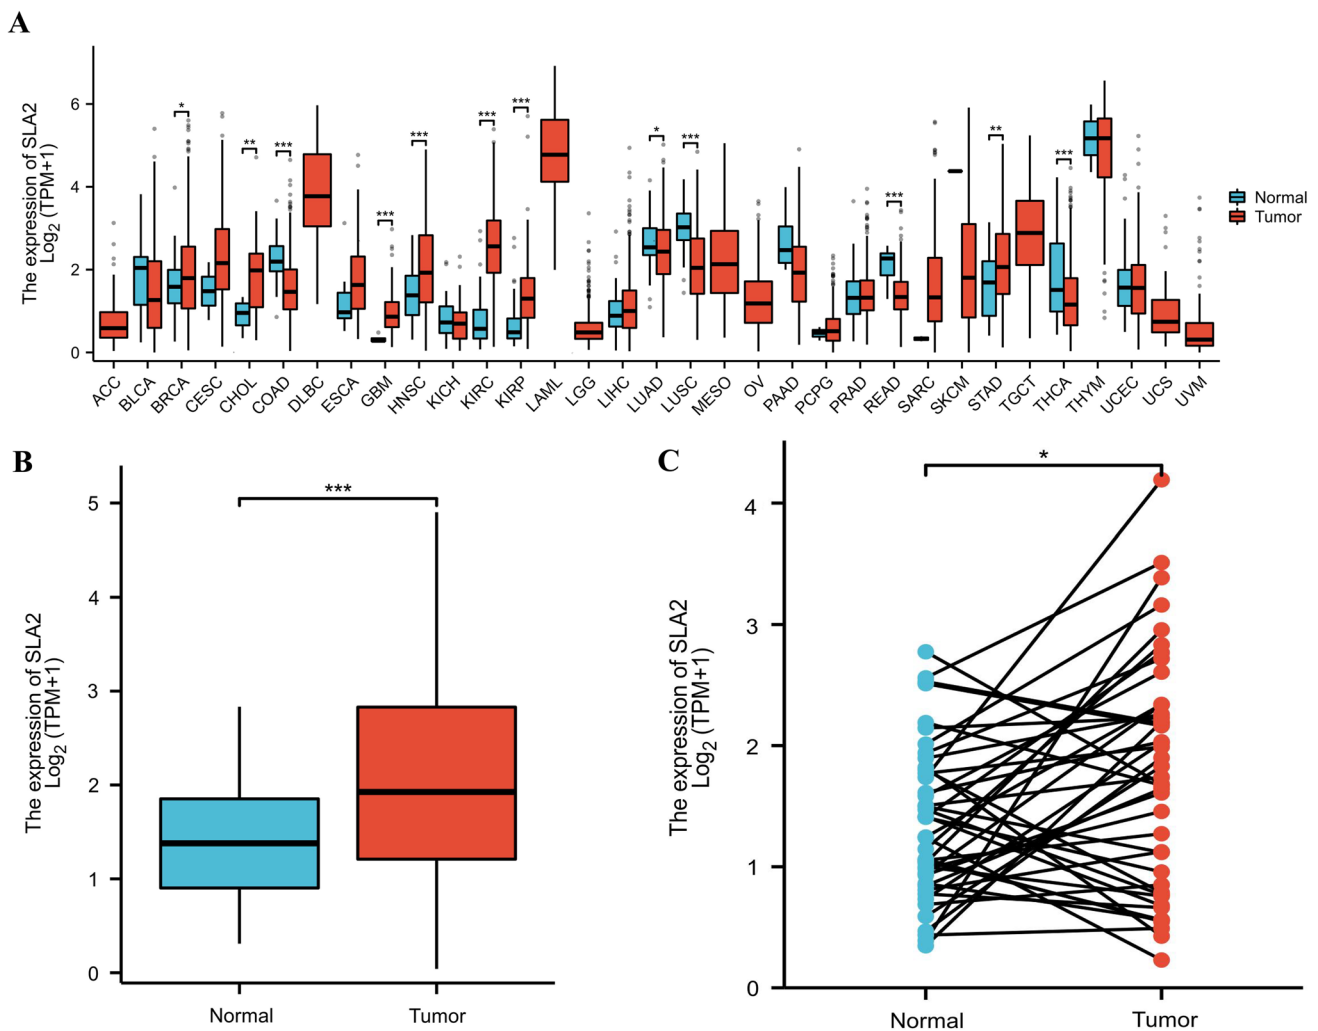 A
The expression of SLA2
Log2 (TPM+1)
6
4
2
0
*
**
***
***
***
***
***
*
***
***
**
***
Normal
Tumor
ACC
BLCA
BRCA
CESC
CHOL
COAD
DLBC
ESCA
GBM
HNSC
KICH
KIRC
KIRP
LAML
LGG
LIHC
LUAD
LUSC
MESO
OV
PAAD
PCPG
PRAD
READ
SARC
SKCM
STAD
TGCT
THCA
THYM
UCEC
UCS
UVM
B
The expression of SLA2
Log2 (TPM+1)
5
4
3
2
1
0
***
Normal
Tumor
C
The expression of SLA2
Log2 (TPM+1)
4
3
2
1
0
*
Normal
Tumor